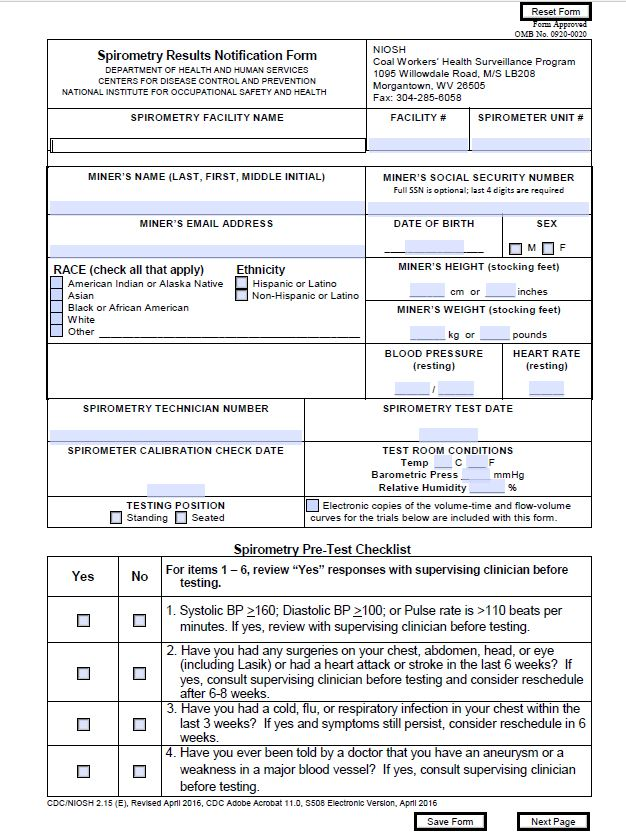 Reset Form
Form Approved
OMB No. 0920-0020
Spirometry Results Notification Form
DEPARTMENT OF HEALTH AND HUMAN SERVICES
CENTERS FOR DISEASE CONTROL AND PREVENTION
NATIONAL INSTITUTE FOR OCCUPATIONAL SAFETY AND HEALTH
NIOSH
Coal Workers' Health Surveillance Program
1095 Willowdale Road, M/S LB208
Morgantown, WV 26505
Fax: 304-285-6058
SPIROMETRY FACILITY NAME
FACILITY #
SPIROMETER UNIT #
MINER'S NAME (LAST, FIRST, MIDDLE INITIAL)
MINER'S SOCIAL SECURITY NUMBER
Full SSN is optional; last 4 digits are required
MINER'S EMAIL ADDRESS
DATE OF BIRTH
SEX
M F
RACE (check all that apply)
American Indian or Alaska Native
Asian
Black or African American
White
Other
Ethnicity
Hispanic or Latino
Non-Hispanic or Latino
MINER'S HEIGHT (stocking feet)
cm or inches
MINER'S WEIGHT (stocking feet)
kg or pounds
BLOOD PRESSURE
(resting)
/
HEART RATE
(resting)
SPIROMETRY TECHNICIAN NUMBER
SPIROMETRY TEST DATE
SPIROMETER CALIBRATION CHECK DATE
TEST ROOM CONDITIONS
Temp C F
Barometric Press mmHg
Relative Humidity %
TESTING POSITION
Standing Seated
Electronic copies of the volume-time and flow-volume
curves for the trials below are included with this form.
Spirometry Pre-Test Checklist
Yes
No
For items 1 – 6, review "Yes" responses with supervising clinician before
testing.
1. Systolic BP ≥160; Diastolic BP ≥100; or Pulse rate is >110 beats per
minutes. If yes, review with supervising clinician before testing.
2. Have you had any surgeries on your chest, abdomen, head, or eye
(including Lasik) or had a heart attack or stroke in the last 6 weeks? If
yes, consult supervising clinician before testing and consider reschedule
after 6-8 weeks.
3. Have you had a cold, flu, or respiratory infection in your chest within the
last 3 weeks? If yes and symptoms still persist, consider reschedule in 6
weeks.
4. Have you ever been told by a doctor that you have an aneurysm or a
weakness in a major blood vessel? If yes, consult supervising clinician
before testing.
CDC/NIOSH 2.15 (E), Revised April 2016, CDC Adobe Acrobat 11.0, S508 Electronic Version, April 2016
Save Form
Next Page